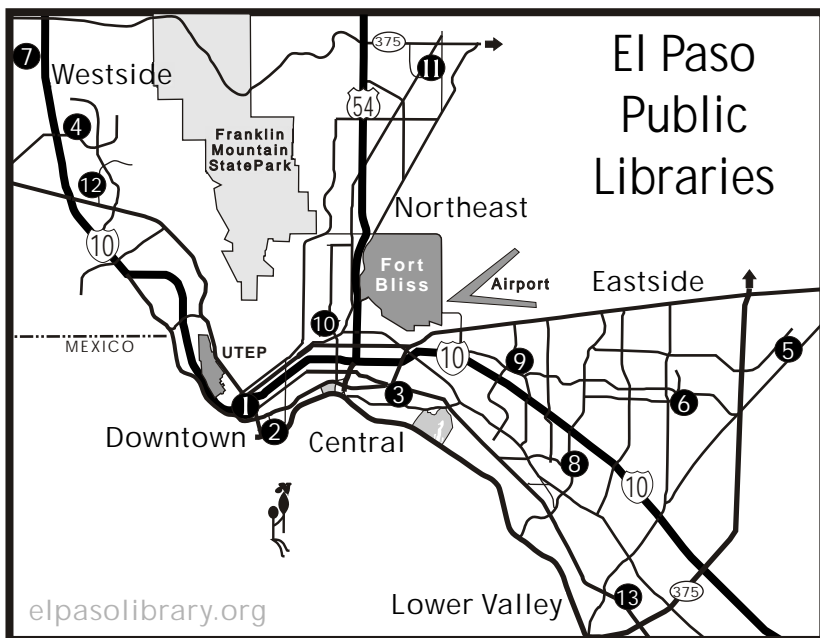 El Paso
Public
Libraries
7
Westside
4
12
10
Franklin
Mountain
StatePark
375
11
54
Northeast
Fort
Bliss
Airport
Eastside
MEXICO
UTEP
10
10
9
5
1
3
6
Downtown
2
Central
8
10
Lower Valley
13
375
elpasolibrary.org